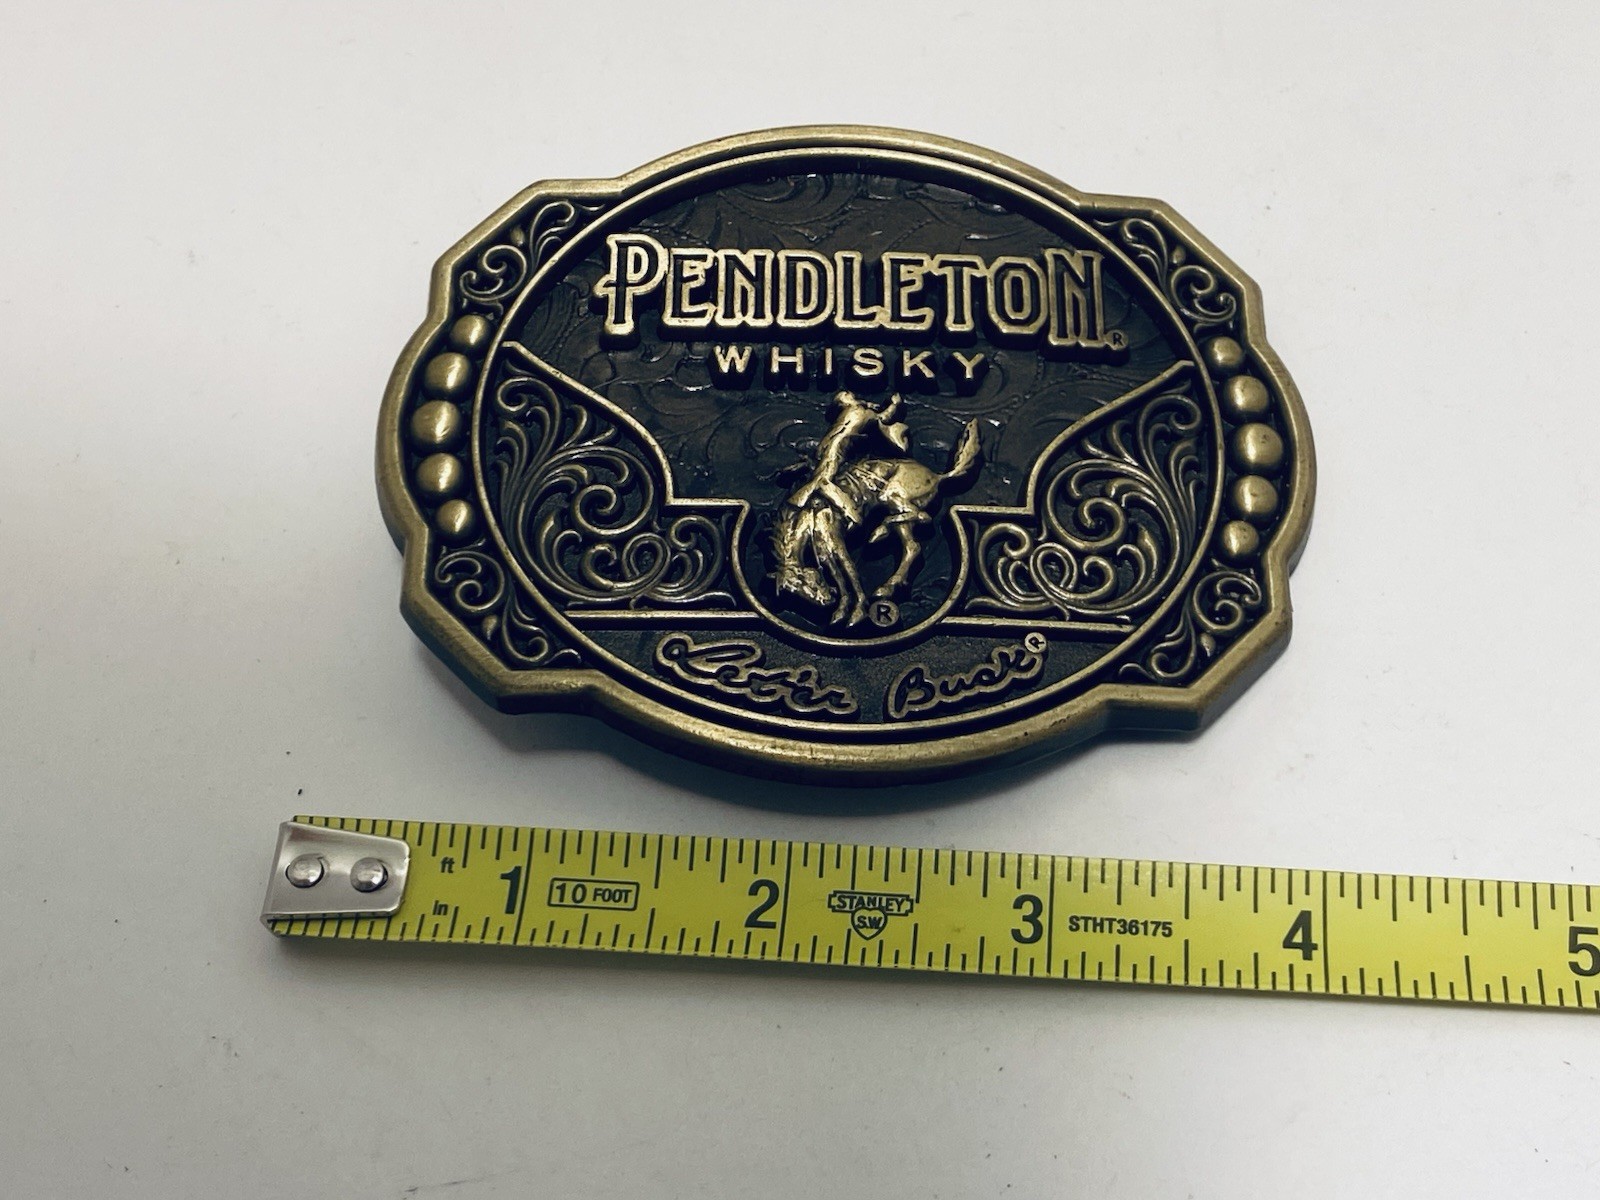 PENDLETON®
WHISKY
®
Let'er Buck®
ft
in
1 10 FOOT 2 STANLEY 3 STHT36175 4 5
S.W.